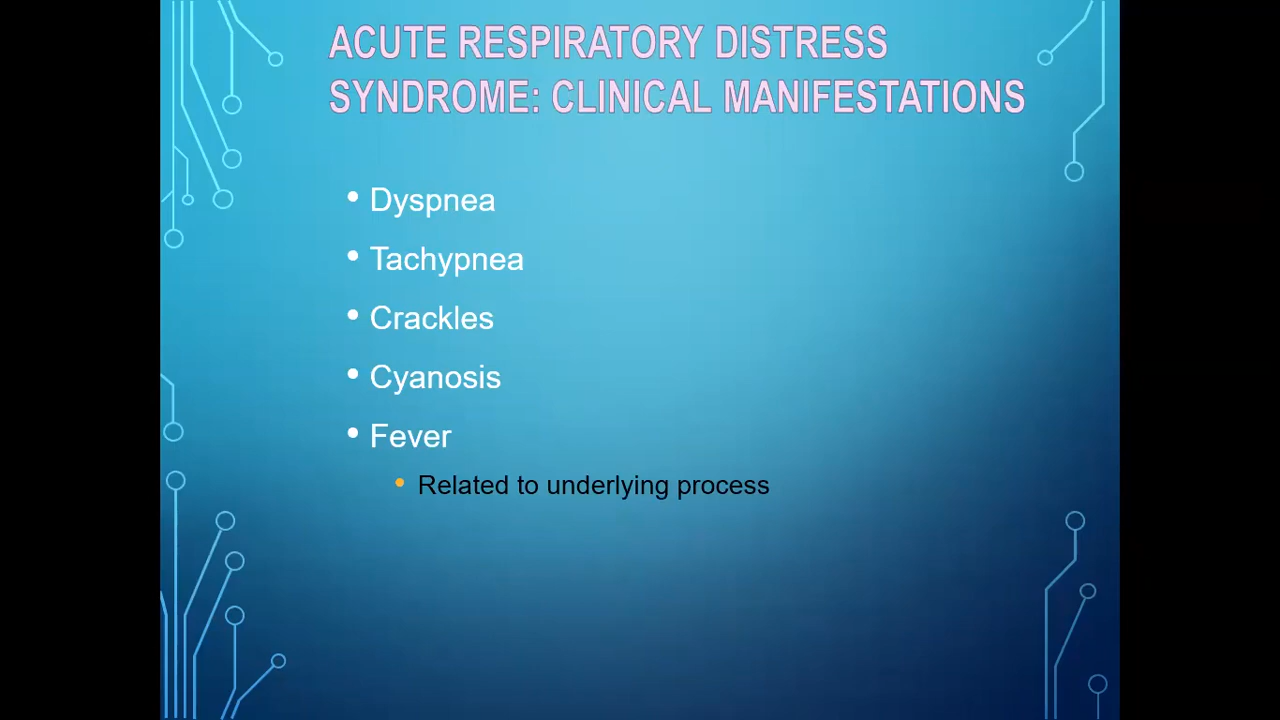 ACUTE RESPIRATORY DISTRESS
SYNDROME: CLINICAL MANIFESTATIONS
• Dyspnea
• Tachypnea
• Crackles
• Cyanosis
• Fever
• Related to underlying process